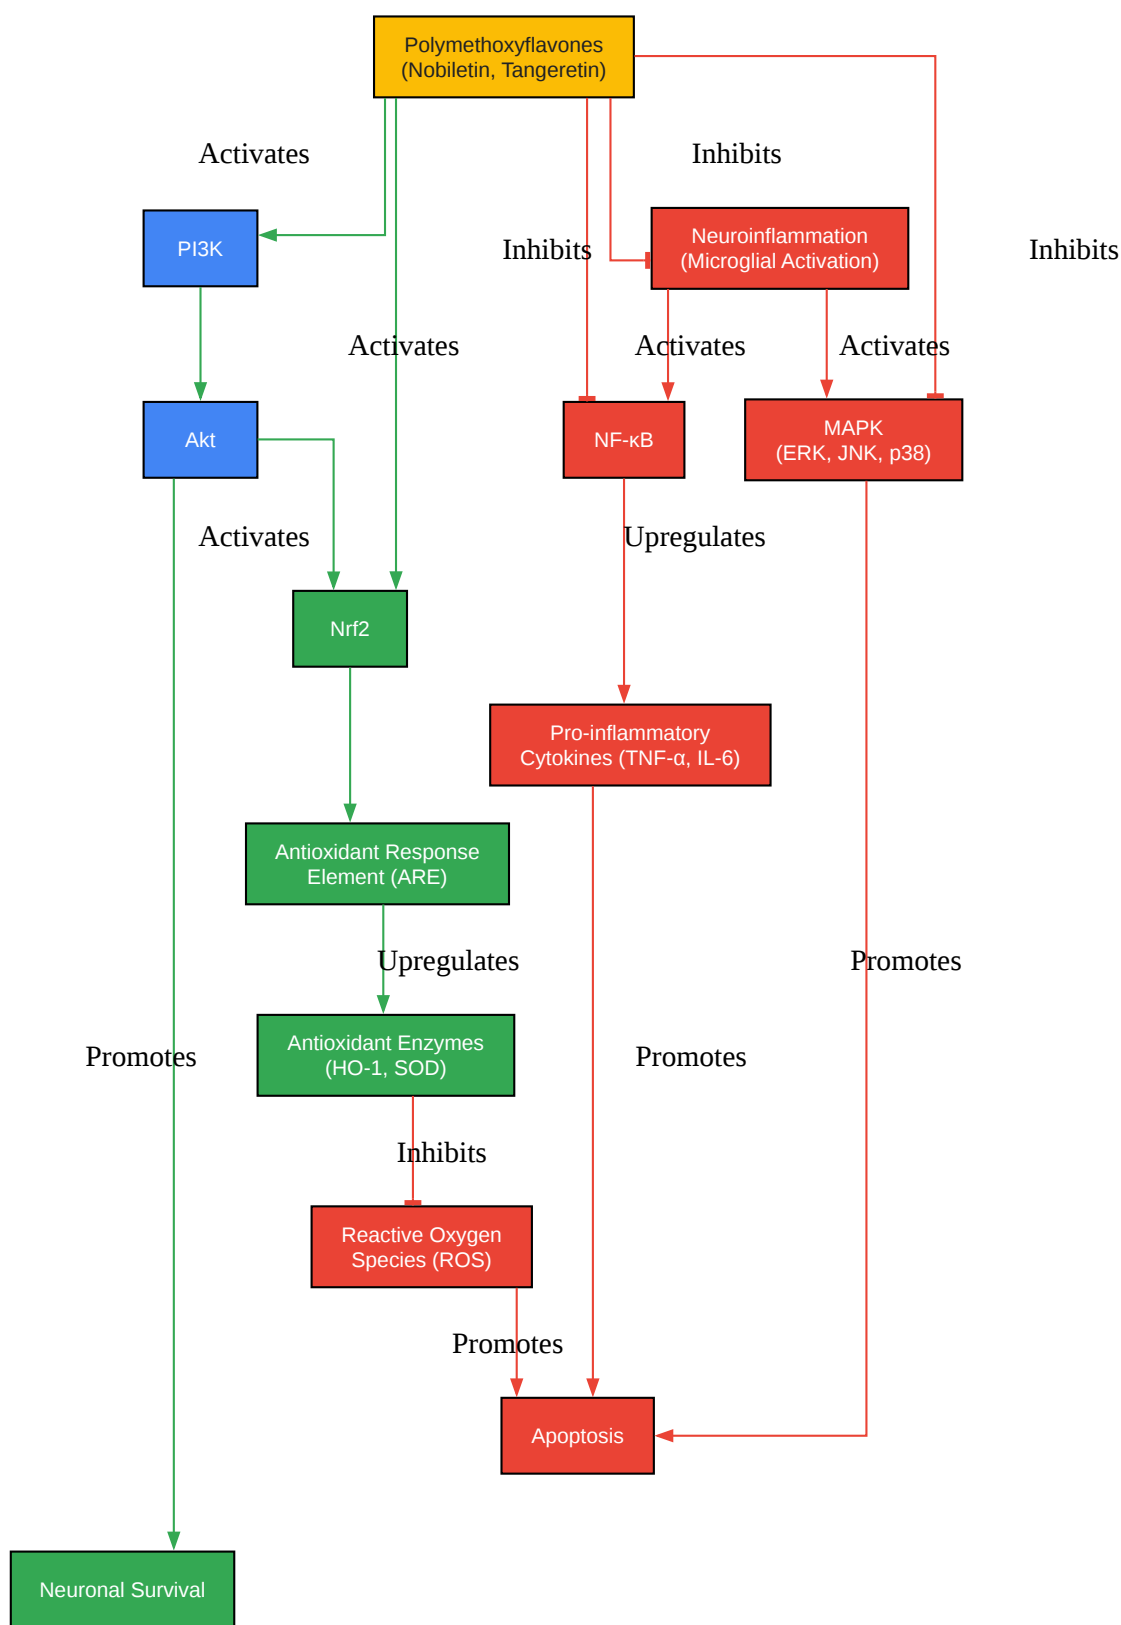 Polymethoxyflavones
(Nobiletin, Tangeretin)
Activates
Inhibits
PI3K
Inhibits
Neuroinflammation
(Microglial Activation)
Inhibits
Activates
Activates
Activates
Akt
NF-κB
MAPK
(ERK, JNK, p38)
Activates
Upregulates
Nrf2
Pro-inflammatory
Cytokines (TNF-α, IL-6)
Antioxidant Response
Element (ARE)
Upregulates
Promotes
Promotes
Antioxidant Enzymes
(HO-1, SOD)
Promotes
Inhibits
Reactive Oxygen
Species (ROS)
Promotes
Apoptosis
Neuronal Survival